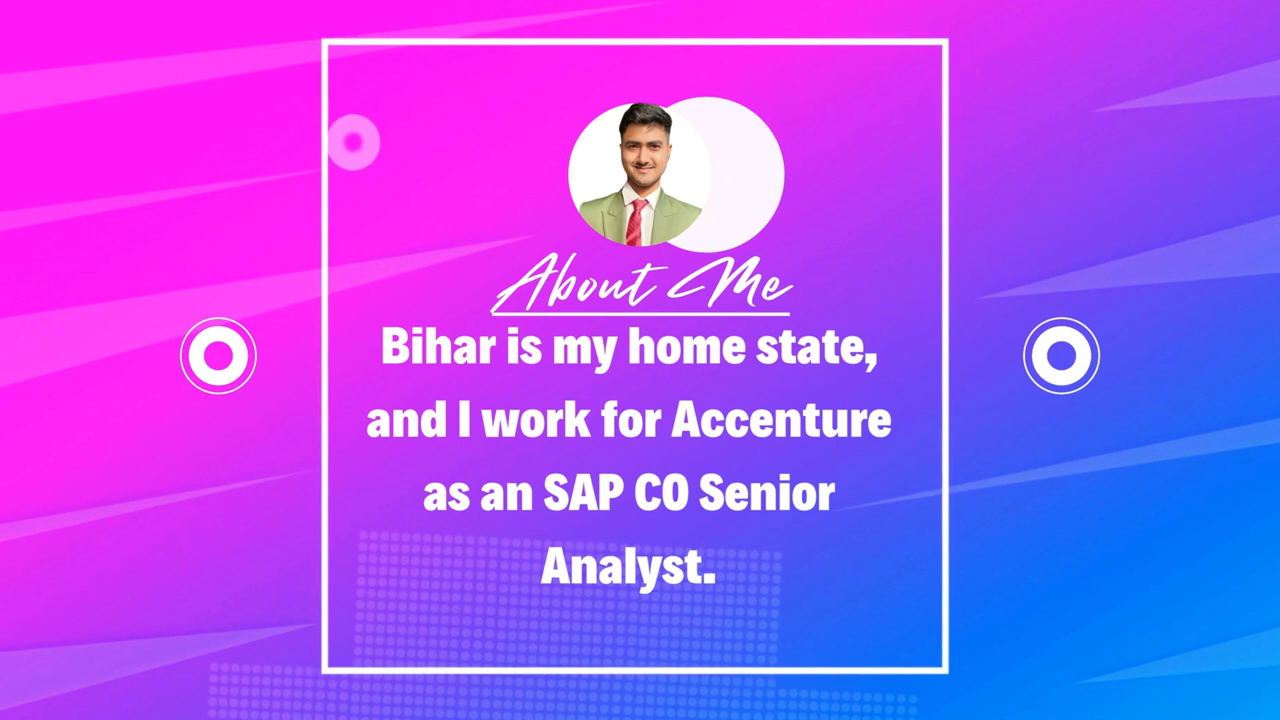 About Me
Bihar is my home state,
and I work for Accenture
as an SAP CO Senior
Analyst.